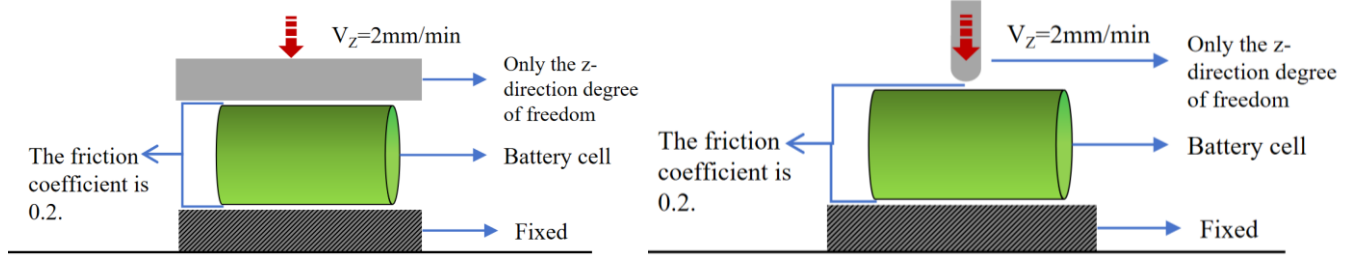 V_Z=2mm/min
Only the z-
direction degree
of freedom
The friction
coefficient is
0.2.
Battery cell
Fixed
V_Z=2mm/min
Only the z-
direction degree
of freedom
The friction
coefficient is
0.2.
Battery cell
Fixed